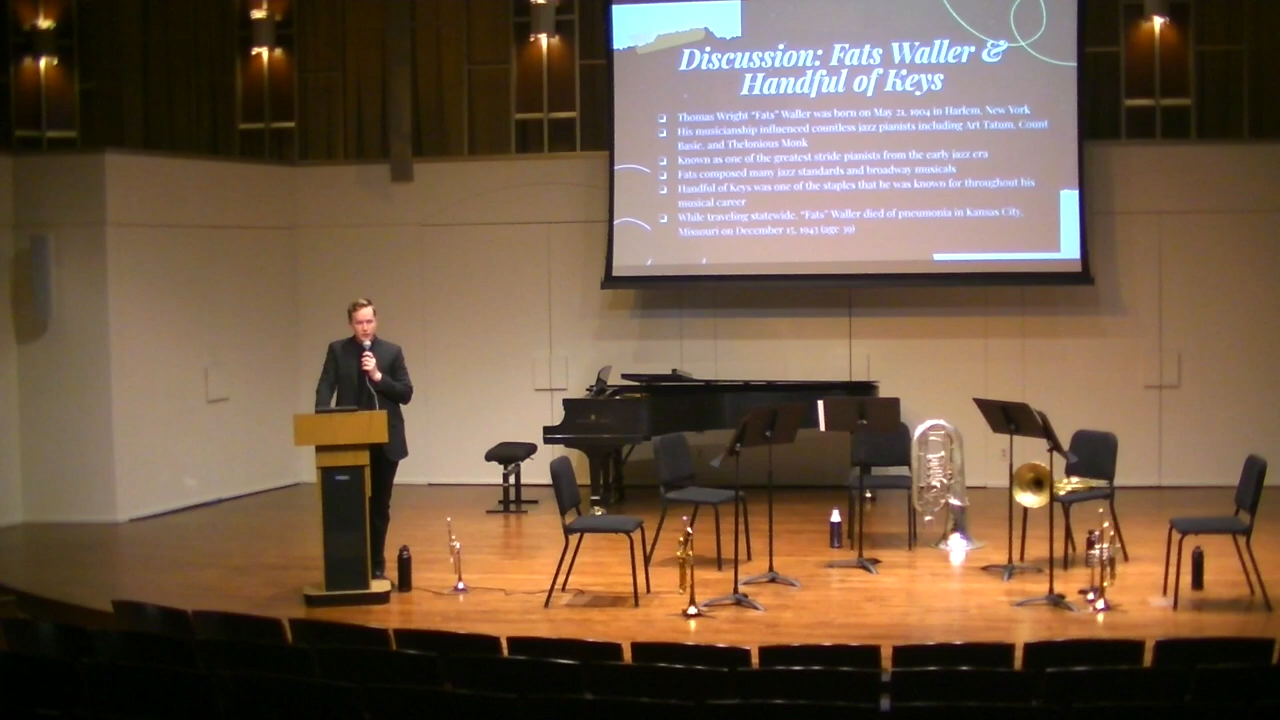 Discussion: Fats Waller &
Handful of Keys
Thomas Wright "Fats" Waller was born on May 21, 1904 in Harlem, New York
His musicianship influenced countless jazz pianists including Art Tatum, Count
Basie, and Thelonious Monk
Known as one of the greatest stride pianists from the early jazz era
Fats composed many jazz standards and broadway musicals
Handful of Keys was one of the staples that he was known for throughout his
musical career
While traveling statewide, "Fats" Waller died of pneumonia in Kansas City,
Missouri on December 15, 1943 (age 39)